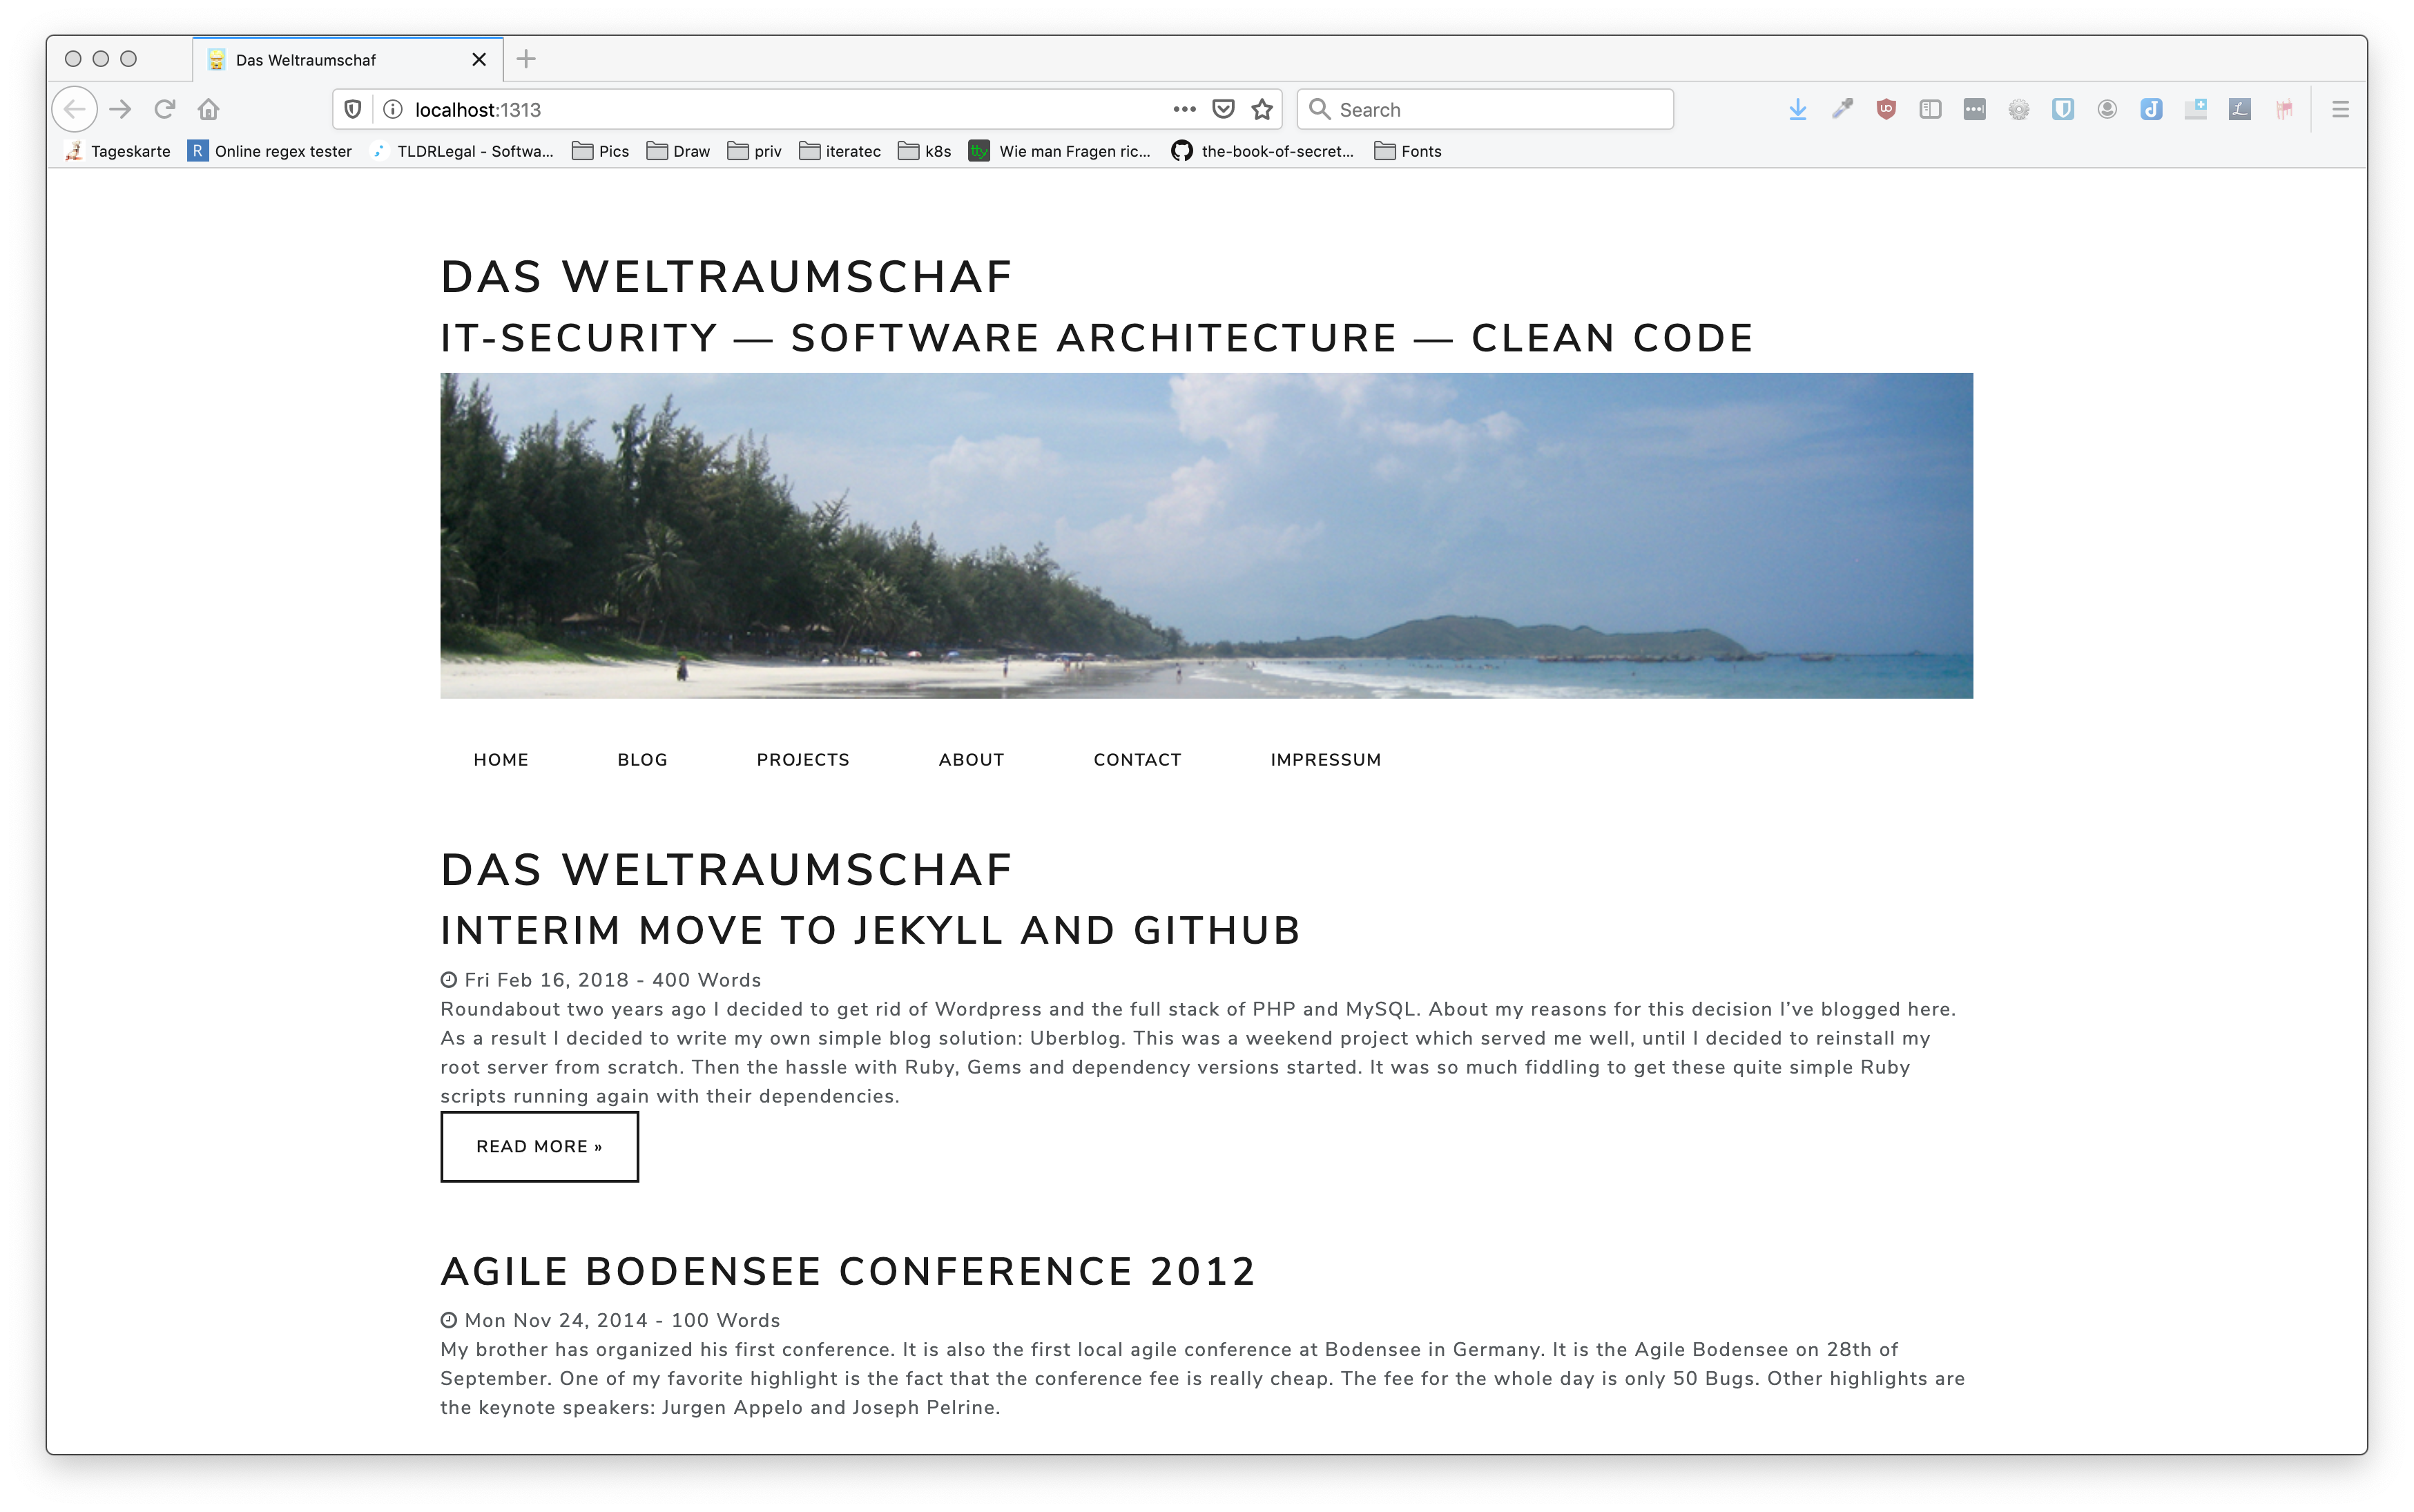 Das Weltraumschaf
localhost:1313
Search
Tageskarte
R Online regex tester
TLDRLegal - Softwa...
Pics
Draw
priv
iteratec
k8s
tty Wie man Fragen ric...
the-book-of-secret...
Fonts
DAS WELTRAUMSCHAF
IT-SECURITY — SOFTWARE ARCHITECTURE — CLEAN CODE
HOME BLOG PROJECTS ABOUT CONTACT IMPRESSUM
DAS WELTRAUMSCHAF
INTERIM MOVE TO JEKYLL AND GITHUB
Fri Feb 16, 2018 - 400 Words
Roundabout two years ago I decided to get rid of Wordpress and the full stack of PHP and MySQL. About my reasons for this decision I’ve blogged here.
As a result I decided to write my own simple blog solution: Uberblog. This was a weekend project which served me well, until I decided to reinstall my
root server from scratch. Then the hassle with Ruby, Gems and dependency versions started. It was so much fiddling to get these quite simple Ruby
scripts running again with their dependencies.
READ MORE »
AGILE BODENSEE CONFERENCE 2012
Mon Nov 24, 2014 - 100 Words
My brother has organized his first conference. It is also the first local agile conference at Bodensee in Germany. It is the Agile Bodensee on 28th of
September. One of my favorite highlight is the fact that the conference fee is really cheap. The fee for the whole day is only 50 Bugs. Other highlights are
the keynote speakers: Jurgen Appelo and Joseph Pelrine.